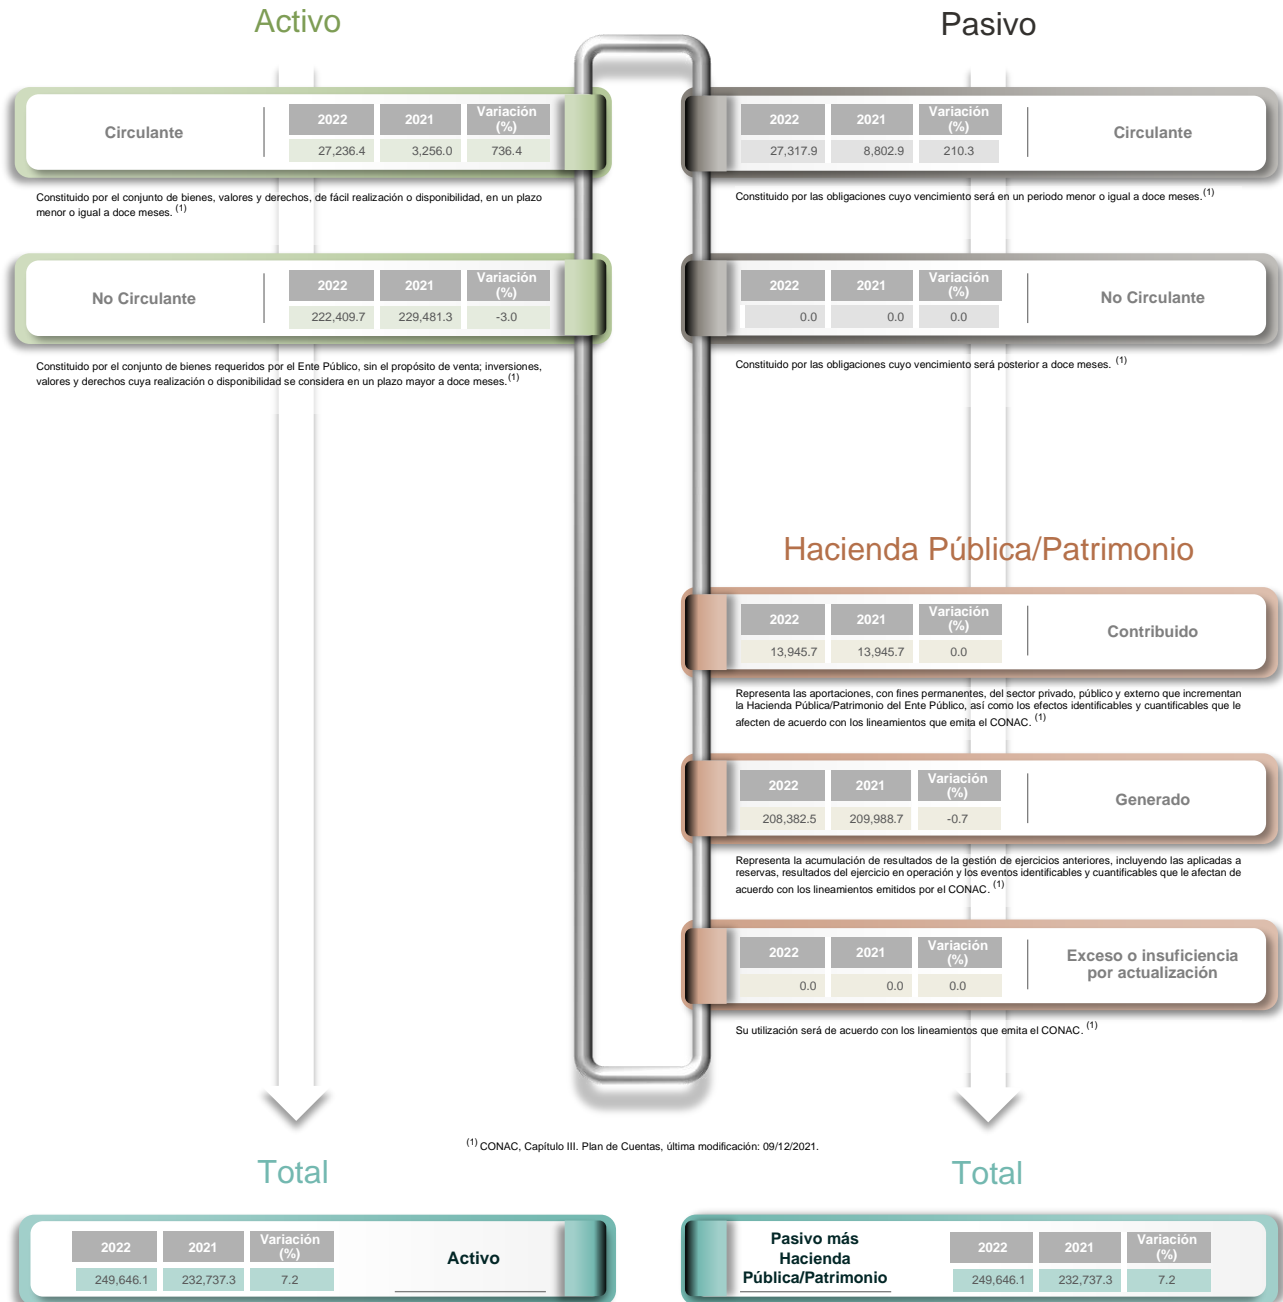 Activo
Circulante
2022 2021 Variación (%)
27,236.4 3,256.0 736.4
Constituido por el conjunto de bienes, valores y derechos, de fácil realización o disponibilidad, en un plazo
menor o igual a doce meses. (1)
No Circulante
2022 2021 Variación (%)
222,409.7 229,481.3 -3.0
Constituido por el conjunto de bienes requeridos por el Ente Público, sin el propósito de venta; inversiones,
valores y derechos cuya realización o disponibilidad se considera en un plazo mayor a doce meses. (1)
Pasivo
2022 2021 Variación (%)
27,317.9 8,802.9 210.3
Circulante
Constituido por las obligaciones cuyo vencimiento será en un periodo menor o igual a doce meses. (1)
2022 2021 Variación (%)
0.0 0.0 0.0
No Circulante
Constituido por las obligaciones cuyo vencimiento será posterior a doce meses. (1)
Hacienda Pública/Patrimonio
2022 2021 Variación (%)
13,945.7 13,945.7 0.0
Contribuido
Representa las aportaciones, con fines permanentes, del sector privado, público y externo que incrementan
la Hacienda Pública/Patrimonio del Ente Público, así como los efectos identificables y cuantificables que le
afecten de acuerdo con los lineamientos que emita el CONAC. (1)
2022 2021 Variación (%)
208,382.5 209,988.7 -0.7
Generado
Representa la acumulación de resultados de la gestión de ejercicios anteriores, incluyendo las aplicadas a
reservas, resultados del ejercicio en operación y los eventos identificables y cuantificables que le afectan de
acuerdo con los lineamientos emitidos por el CONAC. (1)
2022 2021 Variación (%)
0.0 0.0 0.0
Exceso o insuficiencia
por actualización
Su utilización será de acuerdo con los lineamientos que emita el CONAC. (1)
(1) CONAC, Capítulo III. Plan de Cuentas, última modificación: 09/12/2021.
Total
2022 2021 Variación (%)
249,646.1 232,737.3 7.2
Activo
Total
Pasivo más
Hacienda
Pública/Patrimonio
2022 2021 Variación (%)
249,646.1 232,737.3 7.2